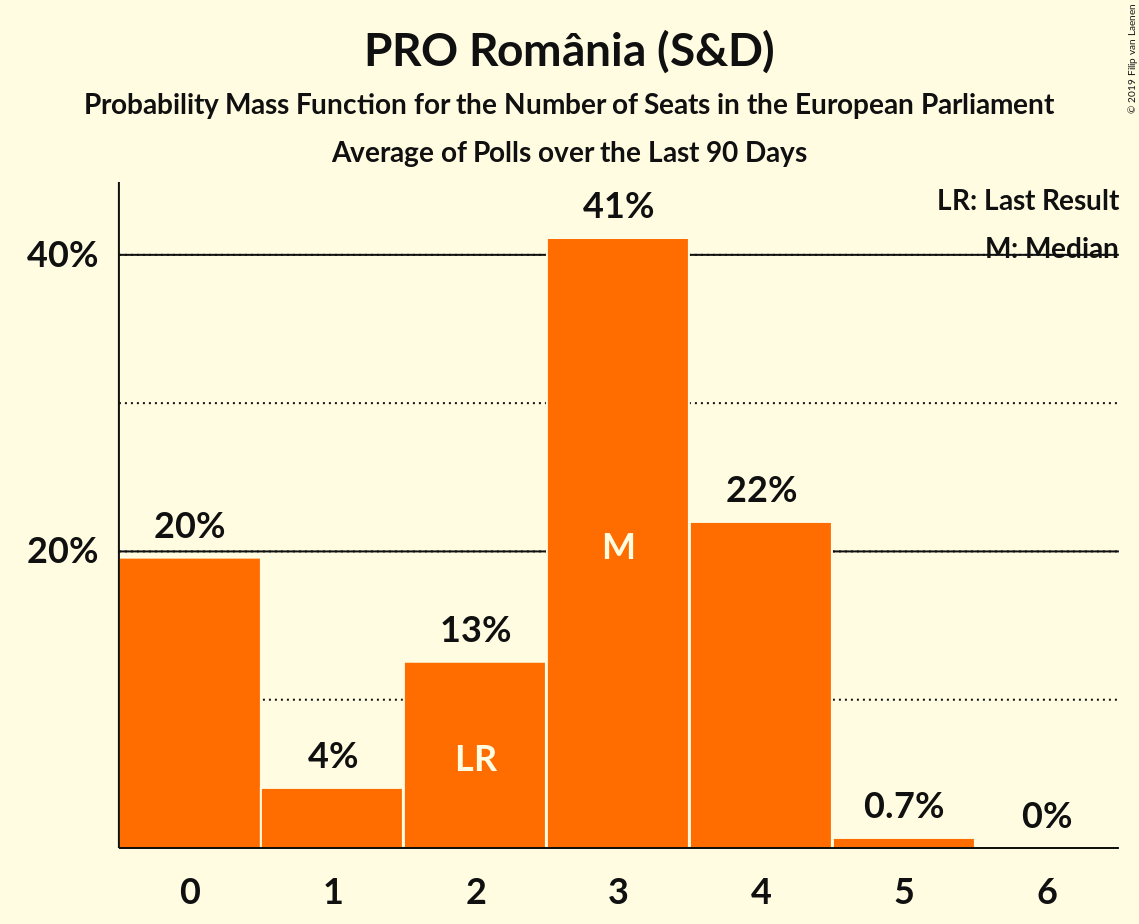 PRO România (S&D)
Probability Mass Function for the Number of Seats in the European Parliament
Average of Polls over the Last 90 Days
© 2019 Filip van Laenen
LR: Last Result
M: Median
41%
40%
22%
20%
20%
M
13%
LR
4%
0.7%
0%
0 1 2 3 4 5 6